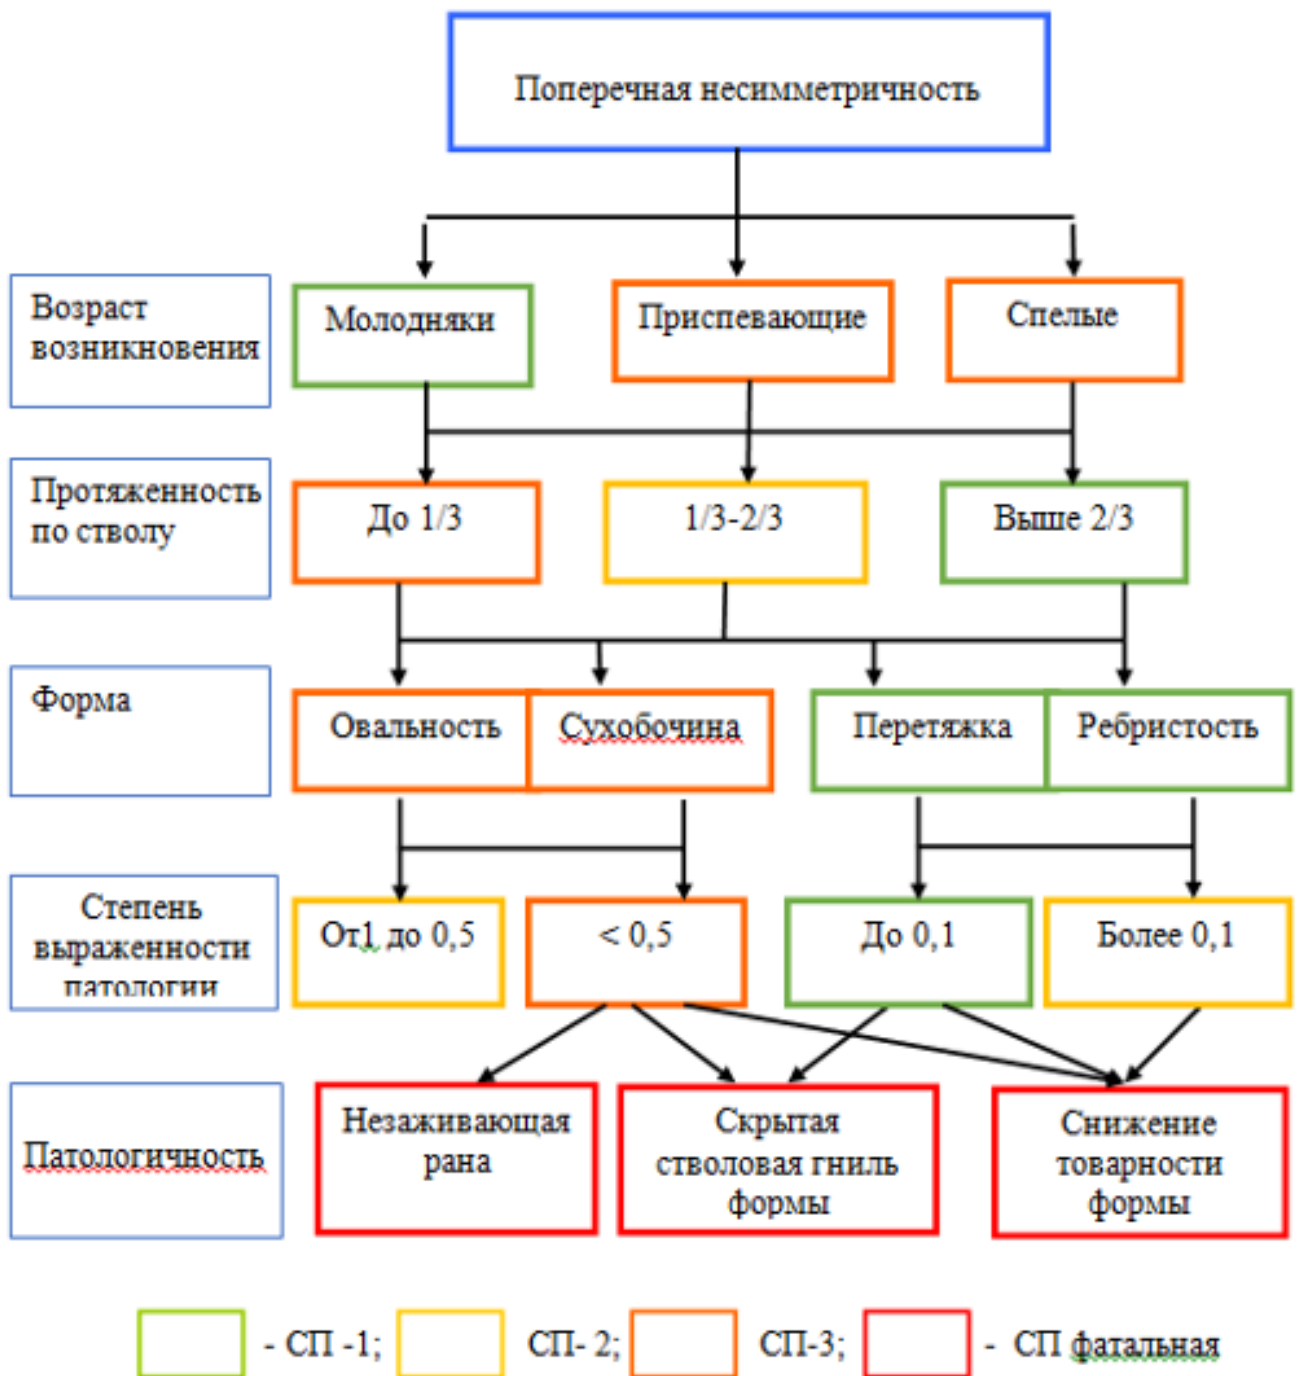 Поперечная несимметричность
Возраст
возникновения
Молодняки
Приспевающие
Спелые
Протяженность
по стволу
До 1/3
1/3-2/3
Выше 2/3
Форма
Овальность
Сухобочина
Перетяжка
Ребристость
Степень
выраженности
патологии
От1 до 0,5
< 0,5
До 0,1
Более 0,1
Патологичность
Незаживающая
рана
Скрытая
стволовая гниль
формы
Снижение
товарности
формы
- СП -1; СП- 2; СП-3; - СП фатальная